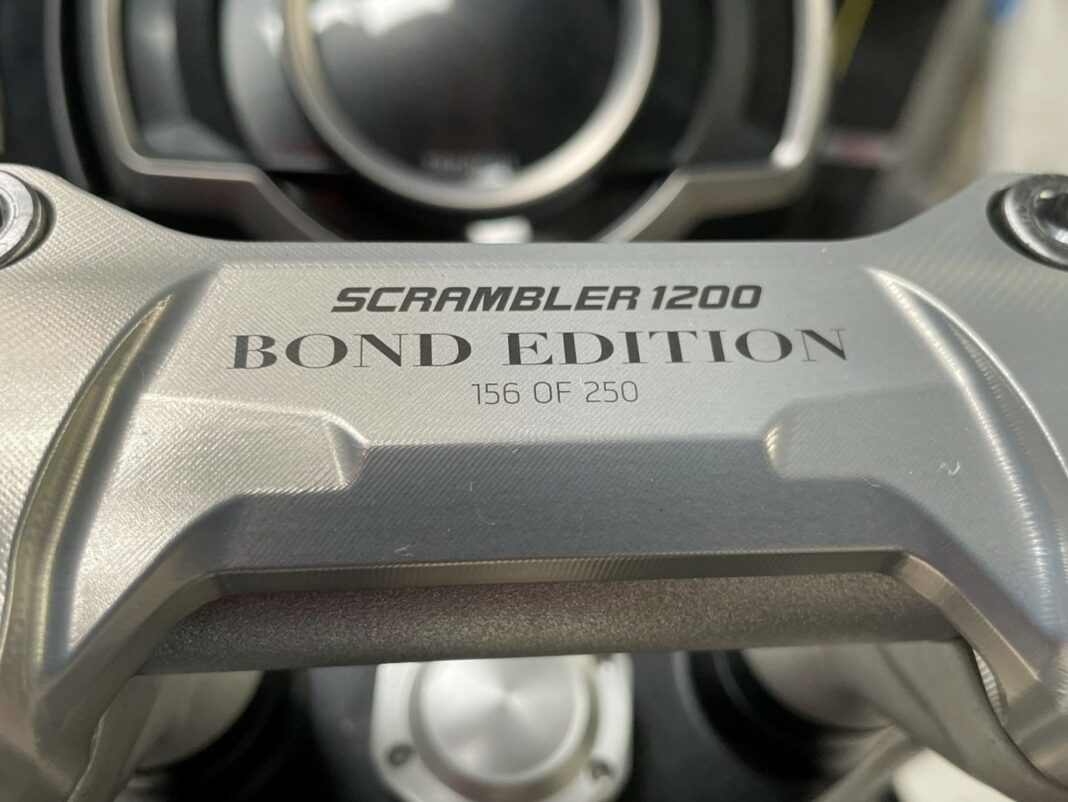 SCRAMBLER 1200
BOND EDITION
156 OF 250